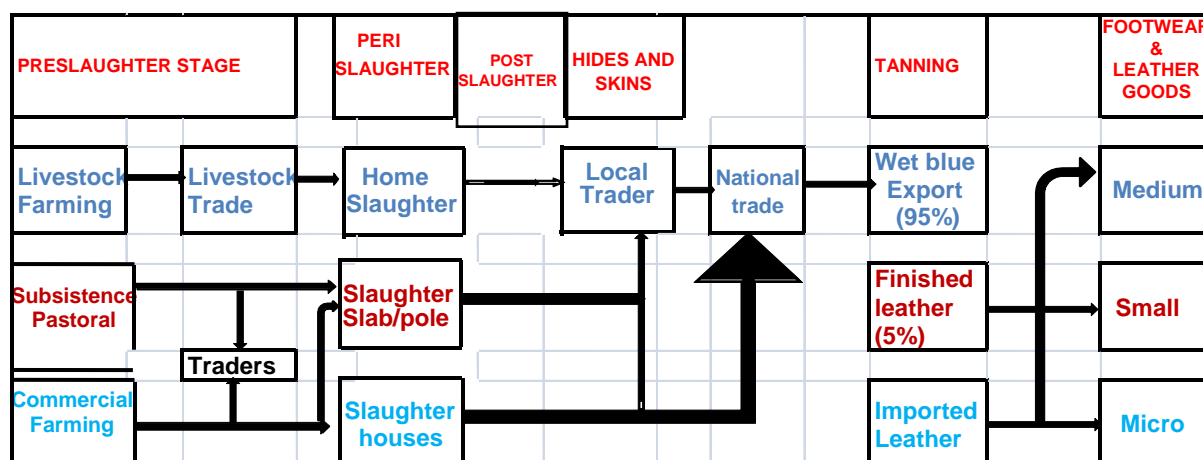 PRESLAUGHTER STAGE
PERI
SLAUGHTER
POST
SLAUGHTER
HIDES AND
SKINS
TANNING
FOOTWEAR
&
LEATHER
GOODS
Livestock
Farming
Livestock
Trade
Home
Slaughter
Local
Trader
National
trade
Wet blue
Export
(95%)
Medium
Subsistence
Pastoral
Slaughter
Slab/pole
Finished
leather
(5%)
Small
Traders
Commercial
Farming
Slaughter
houses
Imported
Leather
Micro